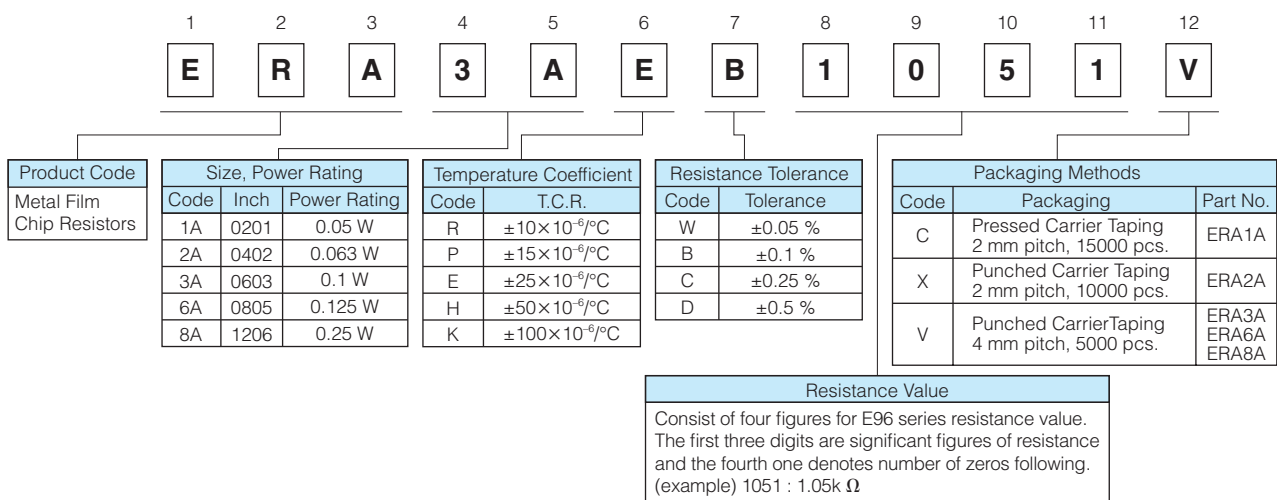 1 2 3 4 5 6 7 8 9 10 11 12
E R A 3 A E B 1 0 5 1 V
Product Code
Metal Film
Chip Resistors
Size, Power Rating
Code Inch Power Rating
1A 0201 0.05 W
2A 0402 0.063 W
3A 0603 0.1 W
6A 0805 0.125 W
8A 1206 0.25 W
Temperature Coefficient
Code T.C.R.
R ±10×10⁻⁶/°C
P ±15×10⁻⁶/°C
E ±25×10⁻⁶/°C
H ±50×10⁻⁶/°C
K ±100×10⁻⁶/°C
Resistance Tolerance
Code Tolerance
W ±0.05 %
B ±0.1 %
C ±0.25 %
D ±0.5 %
Packaging Methods
Code Packaging Part No.
C Pressed Carrier Taping
2 mm pitch, 15000 pcs. ERA1A
X Punched Carrier Taping
2 mm pitch, 10000 pcs. ERA2A
V Punched CarrierTaping
4 mm pitch, 5000 pcs. ERA3A
ERA6A
ERA8A
Resistance Value
Consist of four figures for E96 series resistance value.
The first three digits are significant figures of resistance
and the fourth one denotes number of zeros following.
(example) 1051 : 1.05k Ω